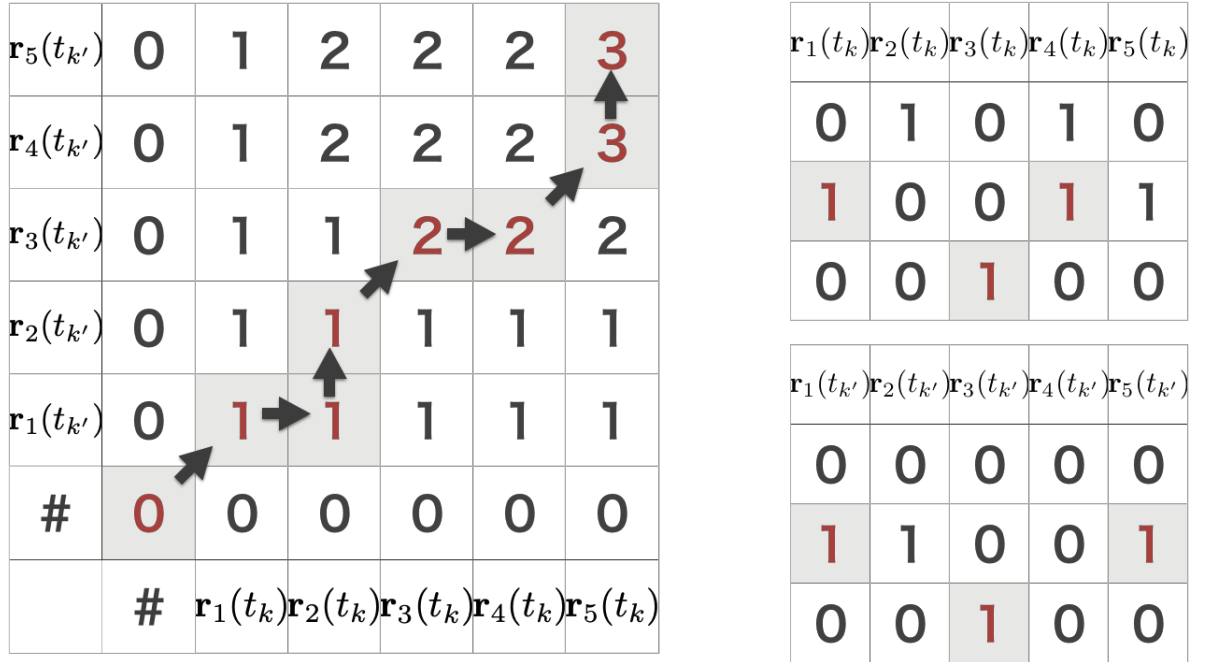 r₅(tₖ′) 0 1 2 2 2 3
r₄(tₖ′) 0 1 2 2 2 3
r₃(tₖ′) 0 1 1 2 2 2
r₂(tₖ′) 0 1 1 1 1 1
r₁(tₖ′) 0 1 1 1 1 1
# 0 0 0 0 0 0
# r₁(tₖ) r₂(tₖ) r₃(tₖ) r₄(tₖ) r₅(tₖ)
r₁(tₖ) r₂(tₖ) r₃(tₖ) r₄(tₖ) r₅(tₖ)
0 1 0 1 0
1 0 0 1 1
0 0 1 0 0
r₁(tₖ′) r₂(tₖ′) r₃(tₖ′) r₄(tₖ′) r₅(tₖ′)
0 0 0 0 0
1 1 0 0 1
0 0 1 0 0